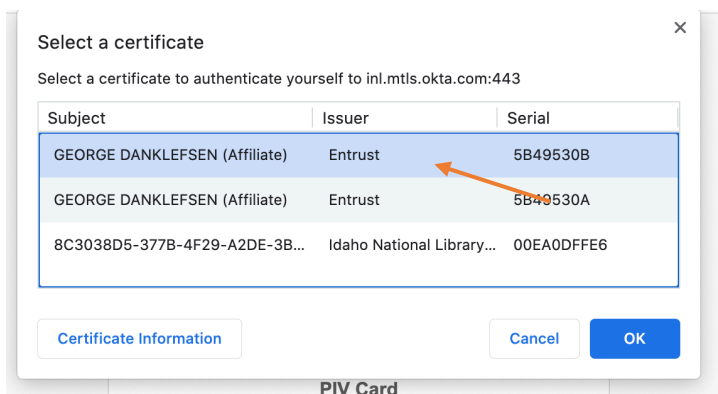 Select a certificate
Select a certificate to authenticate yourself to inl.mtls.okta.com:443
Subject Issuer Serial
GEORGE DANKLEFSEN (Affiliate) Entrust 5B49530B
GEORGE DANKLEFSEN (Affiliate) Entrust 5B49530A
8C3038D5-377B-4F29-A2DE-3B... Idaho National Library... 00EA0DFFE6
Certificate Information Cancel OK
PIV Card